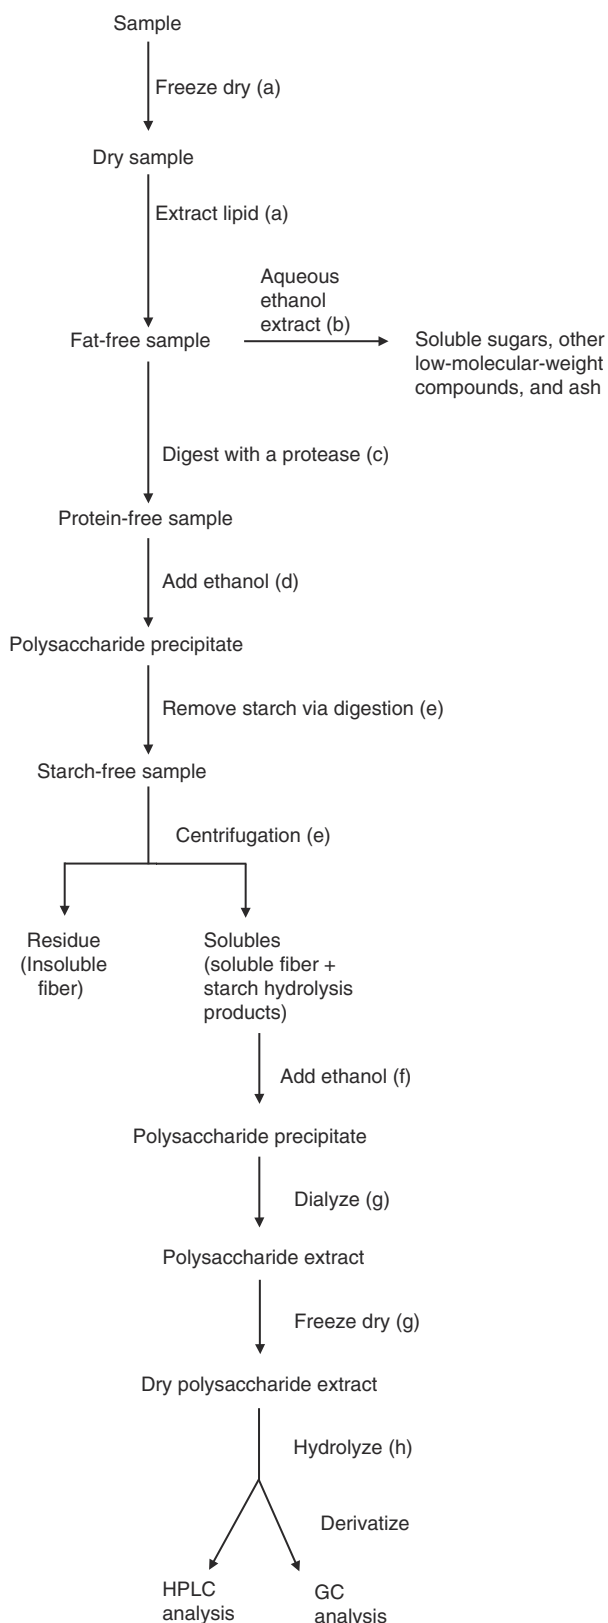 Sample
Freeze dry (a)
Dry sample
Extract lipid (a)
Aqueous
ethanol
extract (b)
Fat-free sample
Soluble sugars, other
low-molecular-weight
compounds, and ash
Digest with a protease (c)
Protein-free sample
Add ethanol (d)
Polysaccharide precipitate
Remove starch via digestion (e)
Starch-free sample
Centrifugation (e)
Residue
(Insoluble
fiber)
Solubles
(soluble fiber +
starch hydrolysis
products)
Add ethanol (f)
Polysaccharide precipitate
Dialyze (g)
Polysaccharide extract
Freeze dry (g)
Dry polysaccharide extract
Hydrolyze (h)
Derivatize
HPLC
analysis
GC
analysis